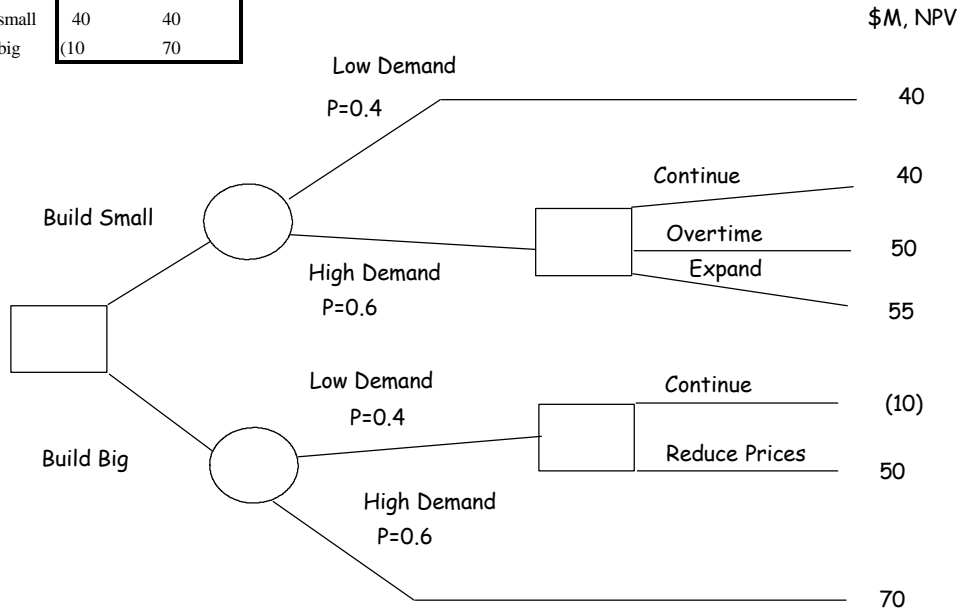 $M, NPV
small 40 40
big (10 70
Low Demand
P=0.4
40
Continue
40
Build Small
Overtime
50
High Demand
Expand
P=0.6
55
Low Demand
Continue
P=0.4
(10)
Build Big
Reduce Prices
50
High Demand
P=0.6
70